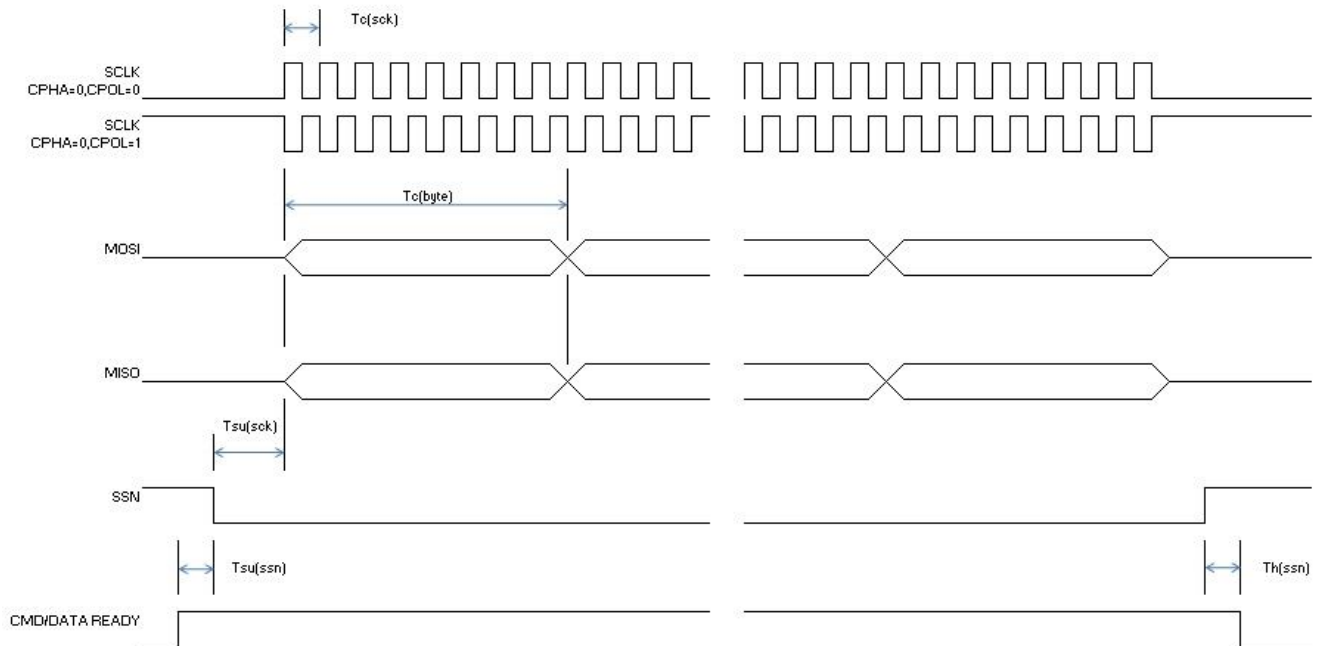 Tc(sck)
SCLK
CPHA=0,CPOL=0
SCLK
CPHA=0,CPOL=1
Tc(byte)
MOSI
MISO
Tsu(sck)
SSN
Tsu(ssn)
Th(ssn)
CMD/DATA READY